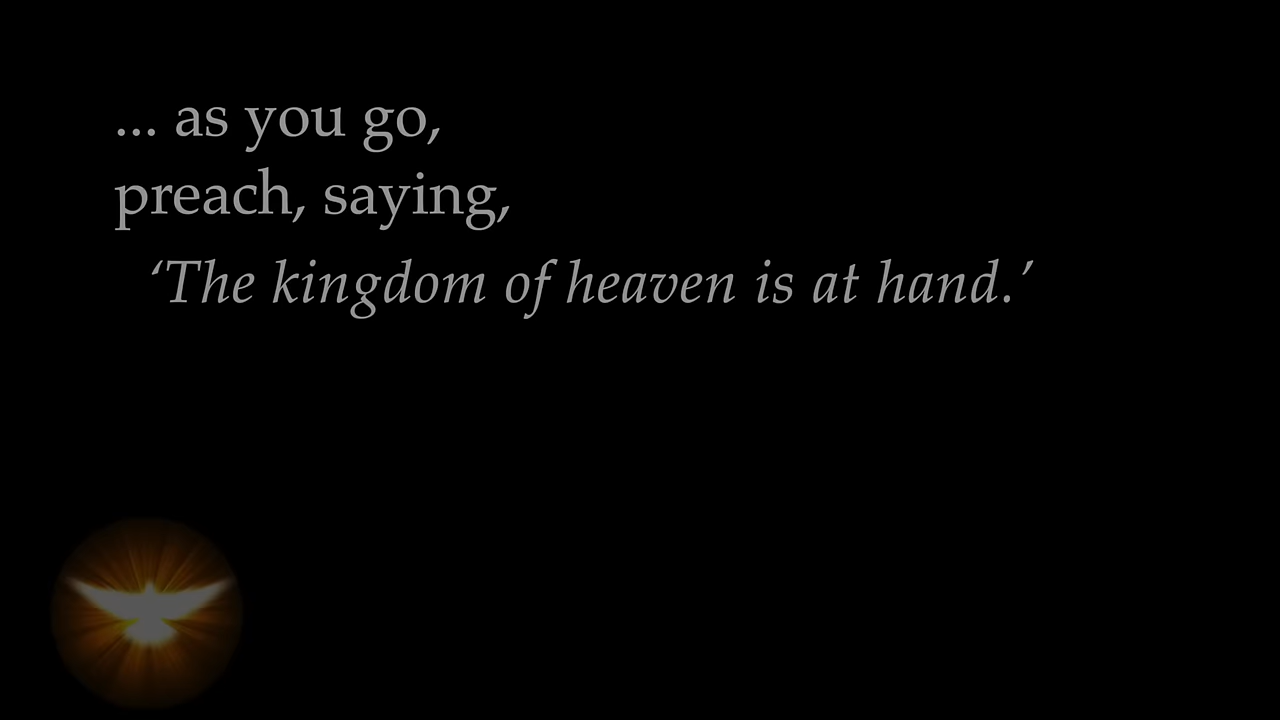 ... as you go,
preach, saying,
‘The kingdom of heaven is at hand.’